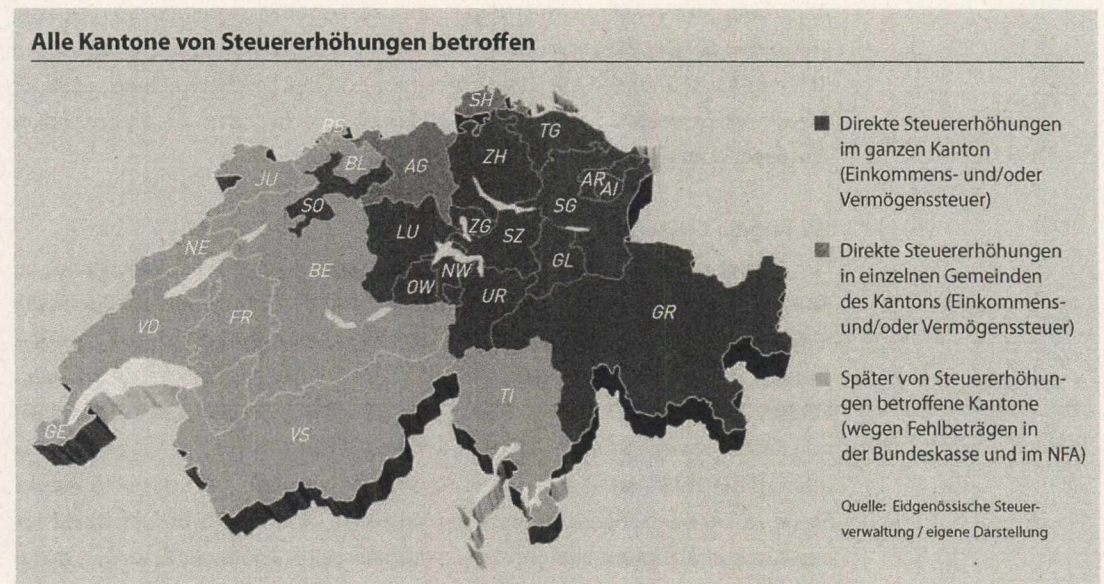 Alle Kantone von Steuererhöhungen betroffen
SH
BS
TG
BL
AG
ZH
JU
AR
AI
SO
SG
LU
ZG
SZ
NE
BE
NW
GL
OW
UR
FR
GR
VD
TI
GE
VS
Direkte Steuererhöhungen
im ganzen Kanton
(Einkommens- und/oder
Vermögenssteuer)
Direkte Steuererhöhungen
in einzelnen Gemeinden
des Kantons (Einkommens-
und/oder Vermögenssteuer)
Später von Steuererhöhun-
gen betroffene Kantone
(wegen Fehlbeträgen in
der Bundeskasse und im NFA)
Quelle: Eidgenössische Steuer-
verwaltung / eigene Darstellung